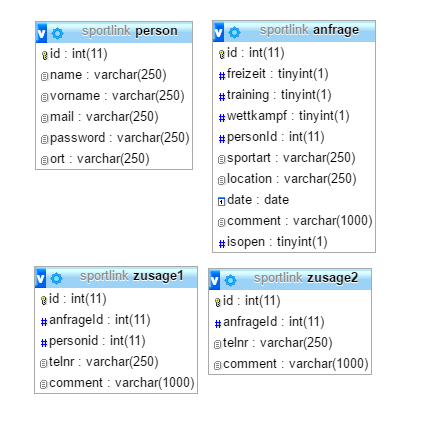 sportlink person
id : int(11)
name : varchar(250)
vorname : varchar(250)
mail : varchar(250)
password : varchar(250)
ort : varchar(250)
sportlink anfrage
id : int(11)
freizeit : tinyint(1)
training : tinyint(1)
wettkampf : tinyint(1)
personId : int(11)
sportart : varchar(250)
location : varchar(250)
date : date
comment : varchar(1000)
isopen : tinyint(1)
sportlink zusage1
id : int(11)
anfrageId : int(11)
personid : int(11)
telnr : varchar(250)
comment : varchar(1000)
sportlink zusage2
id : int(11)
anfrageId : int(11)
telnr : varchar(250)
comment : varchar(1000)